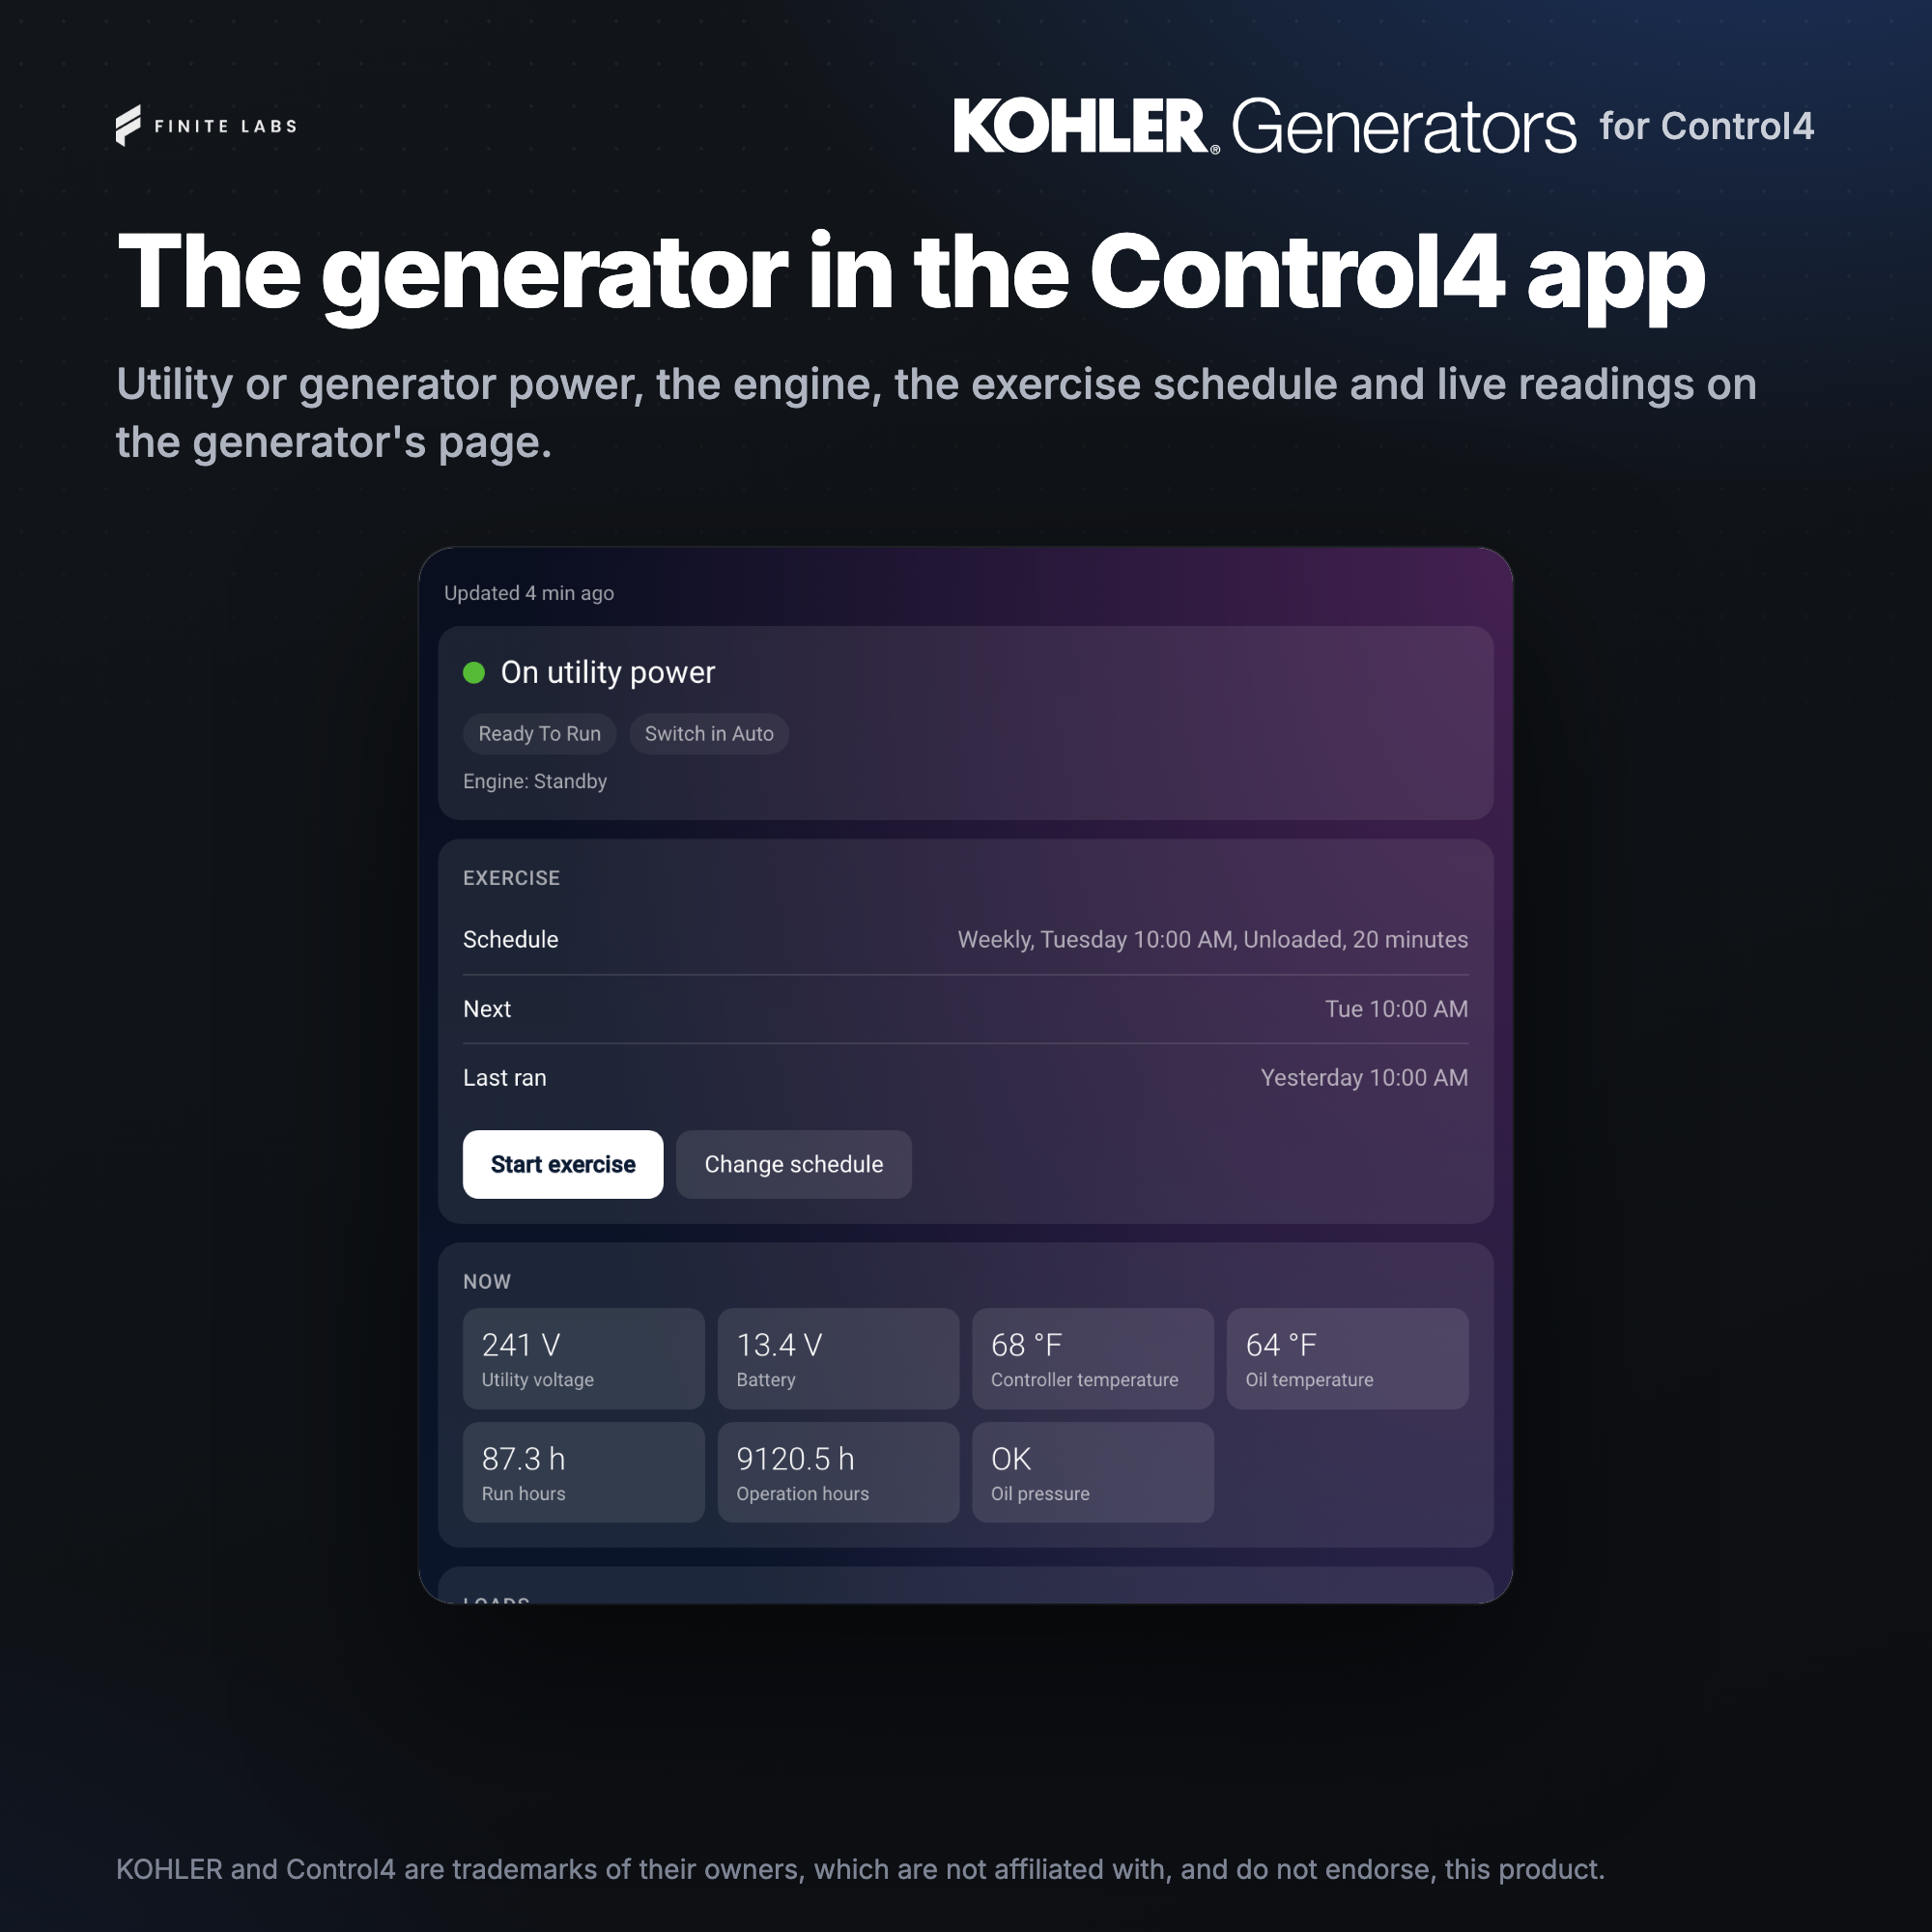 FINITE LABS
KOHLER® Generators for Control4
The generator in the Control4 app
Utility or generator power, the engine, the exercise schedule and live readings on
the generator's page.
Updated 4 min ago
On utility power
Ready To Run Switch in Auto
Engine: Standby
EXERCISE
Schedule Weekly, Tuesday 10:00 AM, Unloaded, 20 minutes
Next Tue 10:00 AM
Last ran Yesterday 10:00 AM
Start exercise Change schedule
NOW
241 V 13.4 V 68 °F 64 °F
Utility voltage Battery Controller temperature Oil temperature
87.3 h 9120.5 h OK
Run hours Operation hours Oil pressure
LOADS
KOHLER and Control4 are trademarks of their owners, which are not affiliated with, and do not endorse, this product.